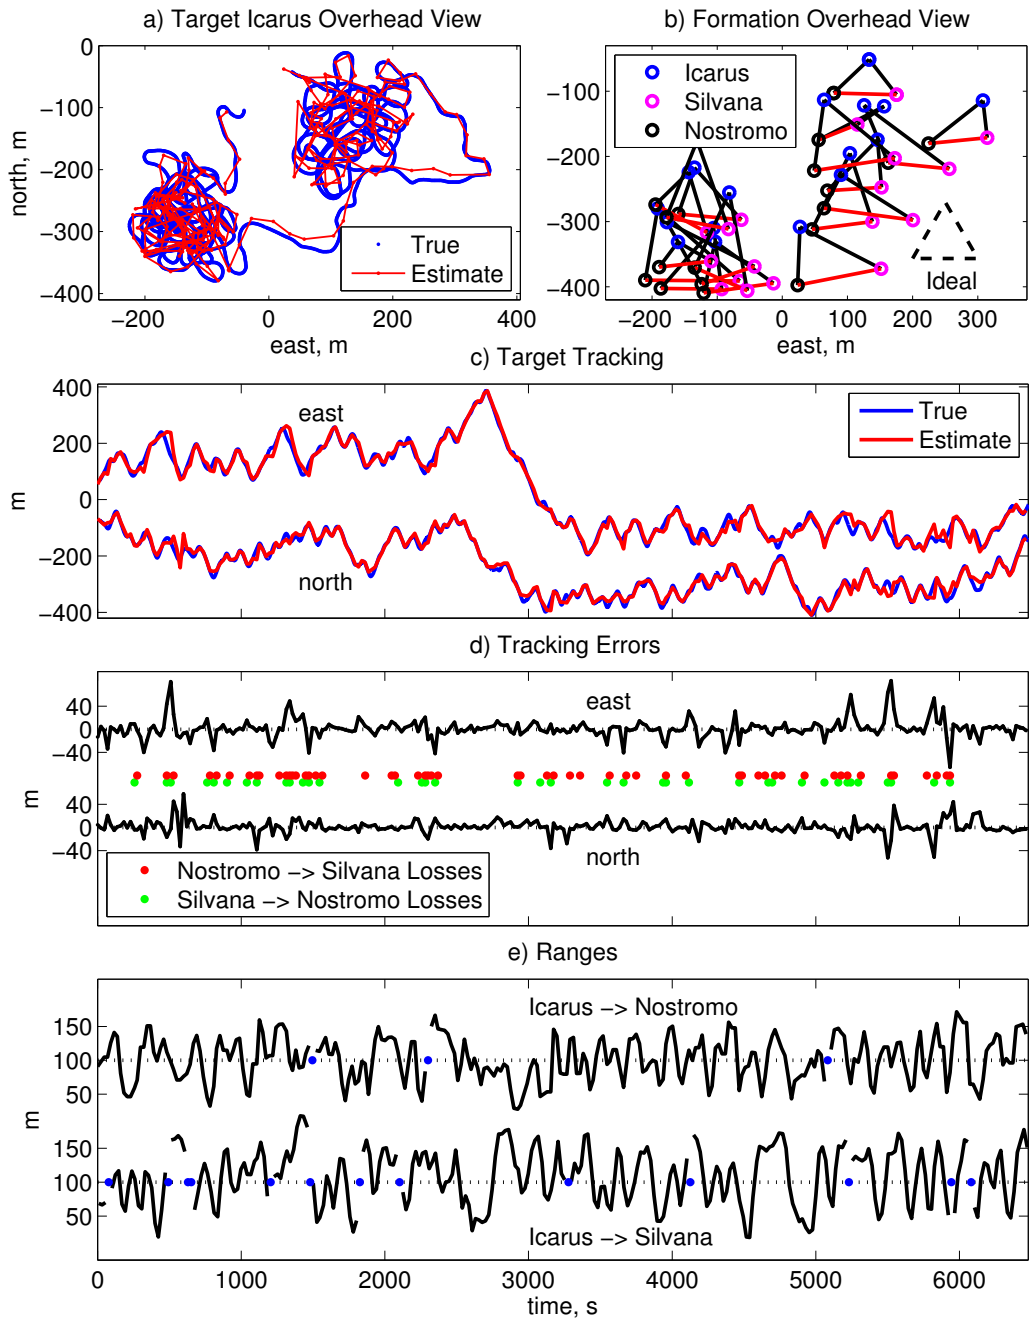 a) Target Icarus Overhead View
b) Formation Overhead View
0
−100
−200
−300
−400
north, m
True
Estimate
−200
0
200
400
east, m
Icarus
Silvana
Nostromo
−100
−200
−300
−400
Ideal
−200
−100
0
100
200
300
east, m
c) Target Tracking
400
200
0
−200
−400
m
east
north
True
Estimate
d) Tracking Errors
40
0
−40
40
0
−40
m
east
north
Nostromo −> Silvana Losses
Silvana −> Nostromo Losses
e) Ranges
150
100
50
150
100
50
m
Icarus −> Nostromo
Icarus −> Silvana
0
1000
2000
3000
4000
5000
6000
time, s